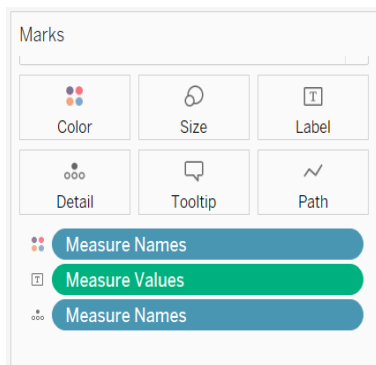 Marks
Color Size T Label
Detail Tooltip Path
Measure Names
T Measure Values
Measure Names